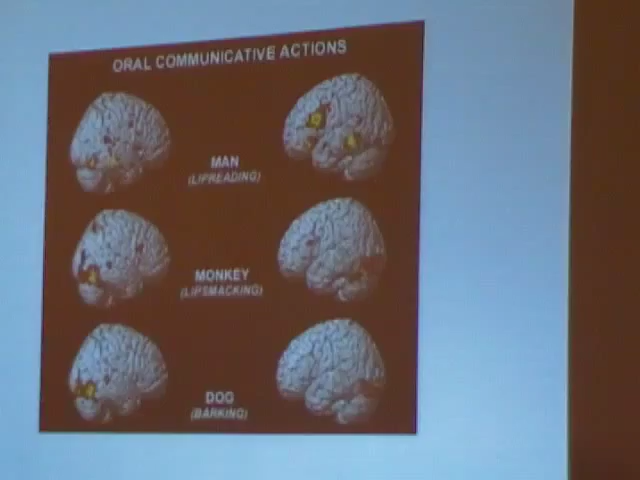 ORAL COMMUNICATIVE ACTIONS
MAN
(LIPREADING)
MONKEY
(LIPSMACKING)
DOG
(BARKING)